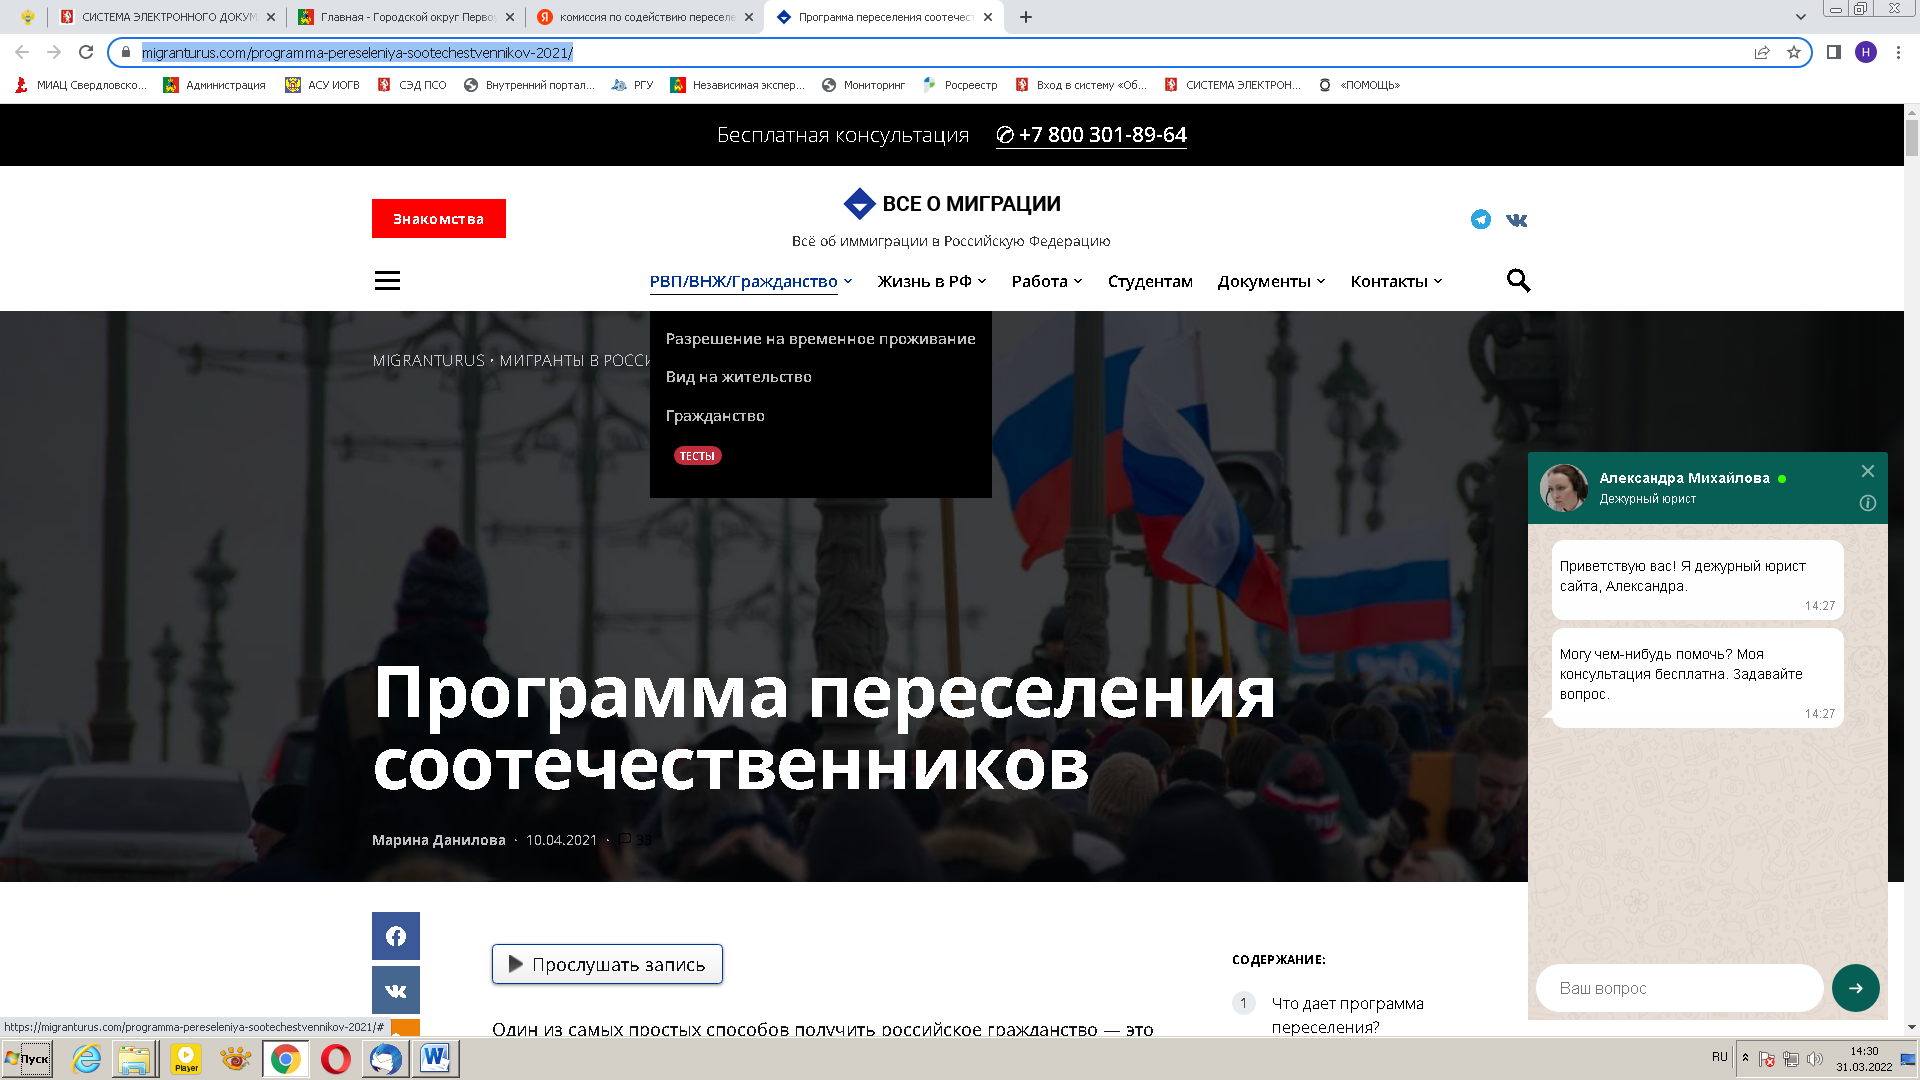 СИСТЕМА ЭЛЕКТРОННОГО ДОКУМ
Главная - Городской округ Первоу
комиссия по содействию переселе
Программа переселения соотечест
migranturus.com/programma-pereseleniya-sootechestvennikov-2021/
H
МИАЦ Свердловско...
Администрация
АСУ ИОГВ
СЭД ПСО
Внутренний портал...
РГУ
Независимая экспер...
Мониторинг
Росреестр
Вход в систему «Об...
СИСТЕМА ЭЛЕКТРОН...
«ПОМОЩЬ»
Бесплатная консультация ✆ +7 800 301-89-64
Знакомства
ВСЕ О МИГРАЦИИ
Всё об иммиграции в Российскую Федерацию
РВП/ВНЖ/Гражданство
Жизнь в РФ
Работа
Студентам
Документы
Контакты
MIGRANTURUS • МИГРАНТЫ В РОССИ
Разрешение на временное проживание
Вид на жительство
Гражданство
ТЕСТЫ
Программа переселения
соотечественников
Марина Данилова · 10.04.2021 ·
Александра Михайлова
Дежурный юрист
Приветствую вас! Я дежурный юрист
сайта, Александра.
14:27
Могу чем-нибудь помочь? Моя
консультация бесплатна. Задавайте
вопрос.
14:27
Ваш вопрос
Прослушать запись
СОДЕРЖАНИЕ:
1 Что дает программа
переселения?
Один из самых простых способов получить российское гражданство — это
https://migranturus.com/programma-pereseleniya-sootechestvennikov-2021/#
Пуск
Player
RU
14:30
31.03.2022